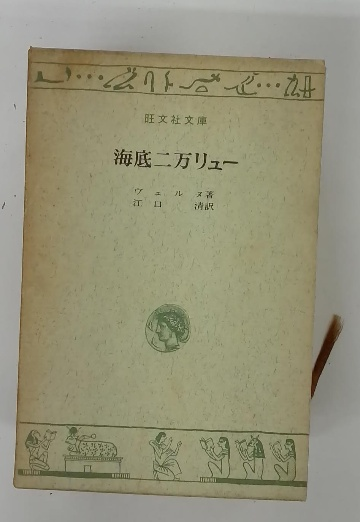 旺文社文庫
海底二万リュー
ヴェルヌ著
江口 清訳